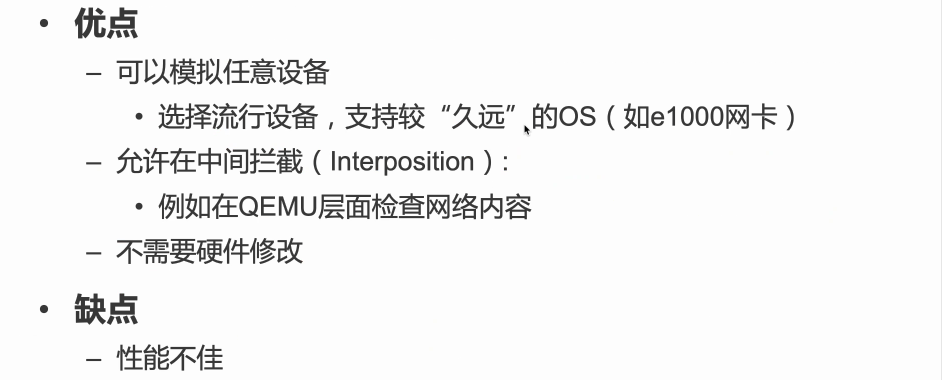 • 优点
– 可以模拟任意设备
• 选择流行设备，支持较“久远”的OS（如e1000网卡）
– 允许在中间拦截（Interposition）:
• 例如在QEMU层面检查网络内容
– 不需要硬件修改
• 缺点
– 性能不佳